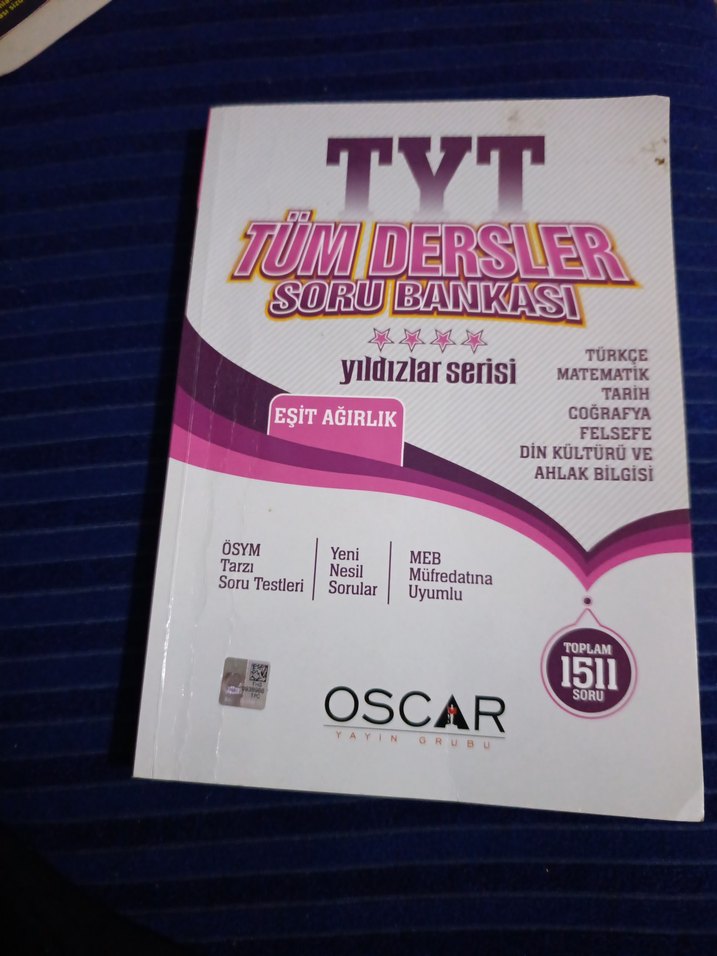 TYT
TÜM DERSLER
SORU BANKASI
yıldızlar serisi
EŞİT AĞIRLIK
TÜRKÇE
MATEMATİK
TARİH
COĞRAFYA
FELSEFE
DİN KÜLTÜRÜ VE
AHLAK BİLGİSİ
ÖSYM
Tarzı
Soru Testleri
Yeni
Nesil
Sorular
MEB
Müfredatına
Uyumlu
TOPLAM
1511
SORU
OSCAR
YAYIN GRUBU